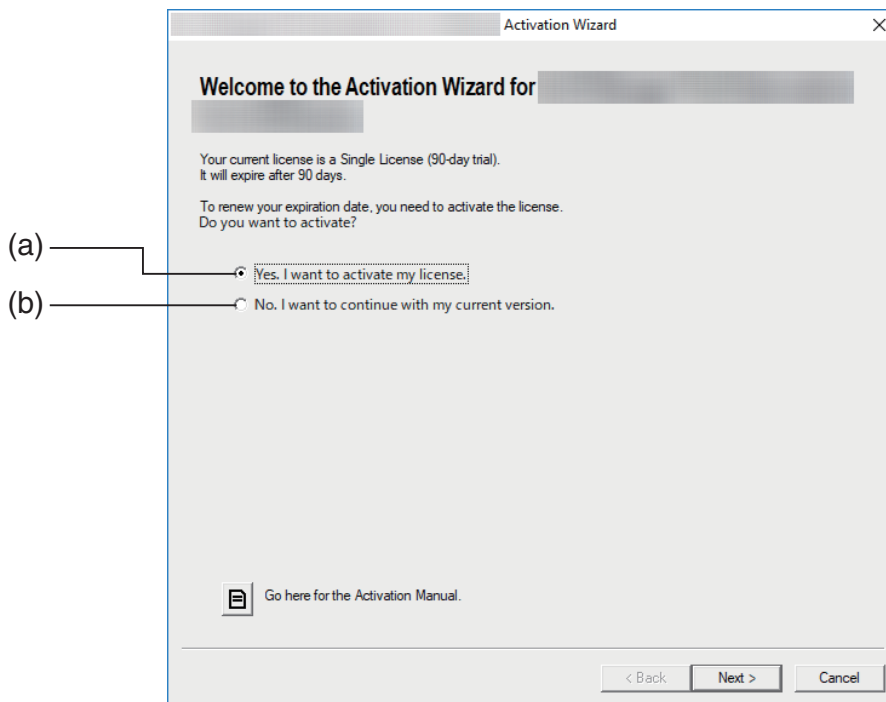 Activation Wizard
Welcome to the Activation Wizard for
Your current license is a Single License (90-day trial).
It will expire after 90 days.
To renew your expiration date, you need to activate the license.
Do you want to activate?
(a)
Yes. I want to activate my license.
(b)
No. I want to continue with my current version.
Go here for the Activation Manual.
< Back
Next >
Cancel